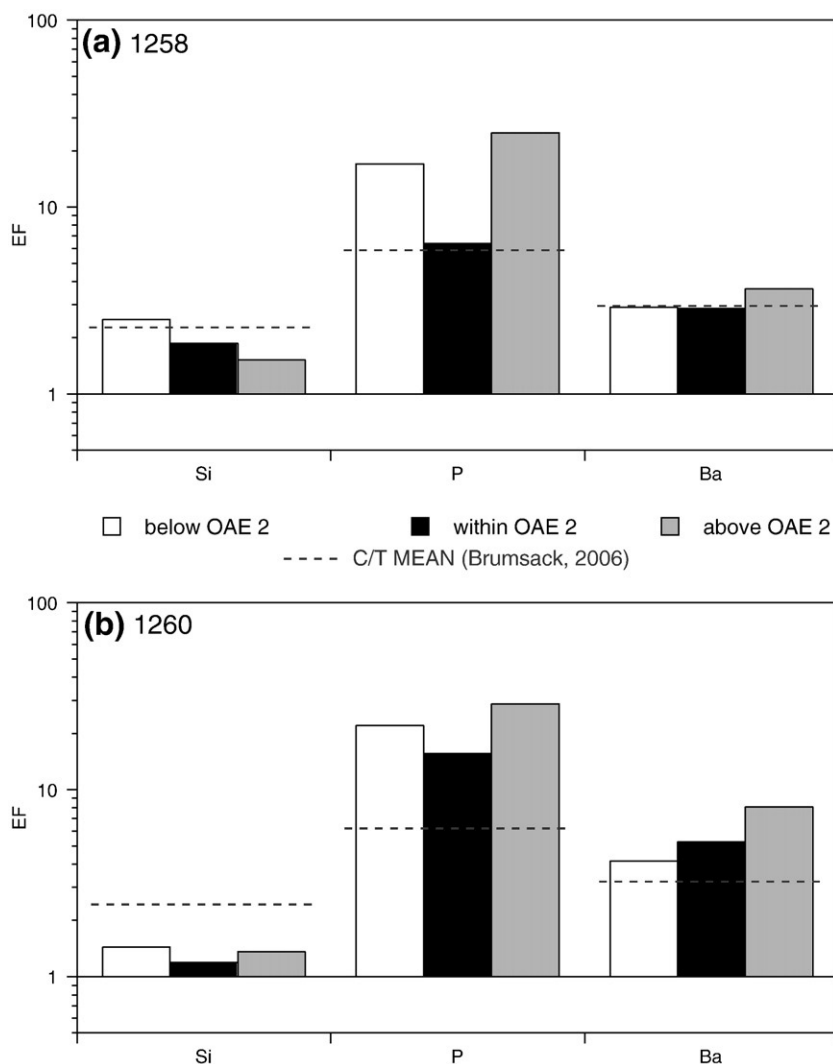 100
(a) 1258
10
EF
1
Si P Ba
below OAE 2 within OAE 2 above OAE 2
C/T MEAN (Brumsack, 2006)
100
(b) 1260
10
EF
1
Si P Ba